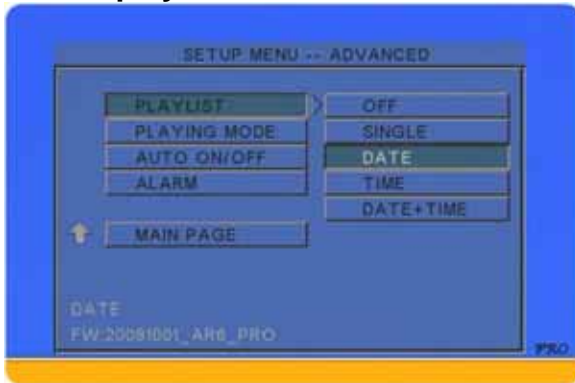 SETUP MENU -- ADVANCED
PLAYLIST
PLAYING MODE
AUTO ON/OFF
ALARM
MAIN PAGE
OFF
SINGLE
DATE
TIME
DATE+TIME
DATE
FW:20091001_AR6_PRO
PRO